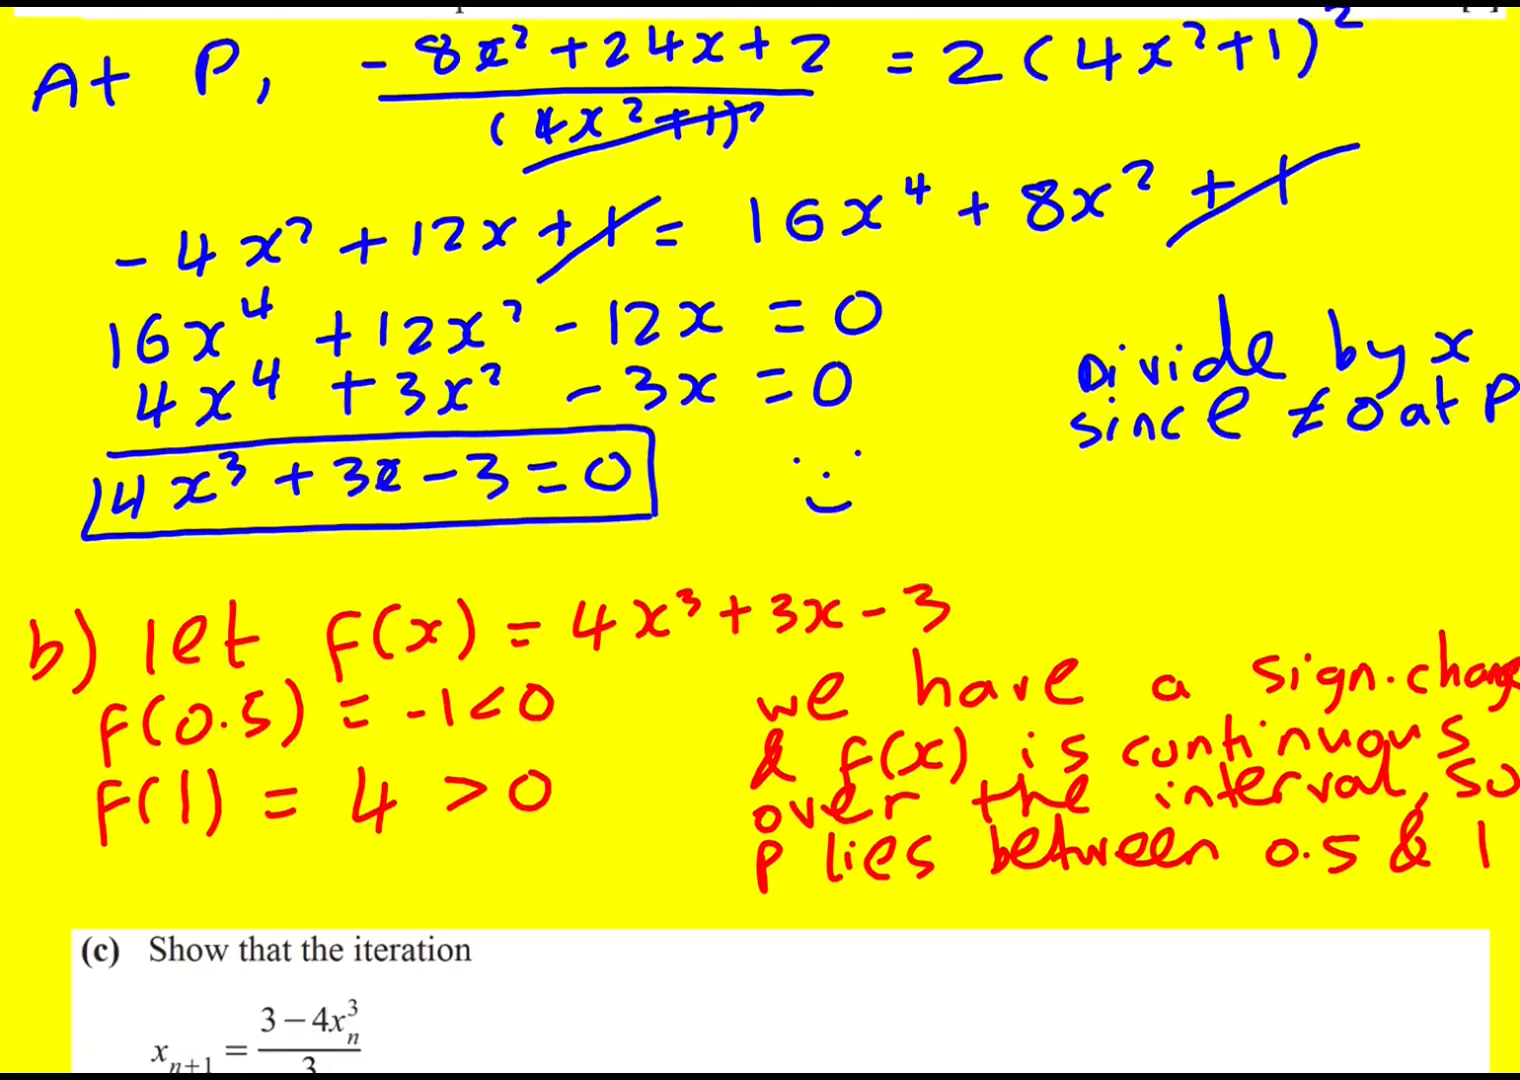 At P, (-8x²+24x+2)/(4x²+1)² = 2(4x²+1)²
-4x²+12x+1 = 16x⁴+8x²+1
16x⁴+12x²-12x = 0
4x⁴+3x²-3x = 0
Divide by x
since ≠ 0 at P
4x³+3x-3=0
b) let f(x) = 4x³+3x-3
f(0.5) = -1<0
f(1) = 4 >0
we have a sign.change
& f(x) is continuous
over the interval, so
P lies between 0.5 & 1
(c) Show that the iteration
xₙ₊₁ = (3-4xₙ³)/3